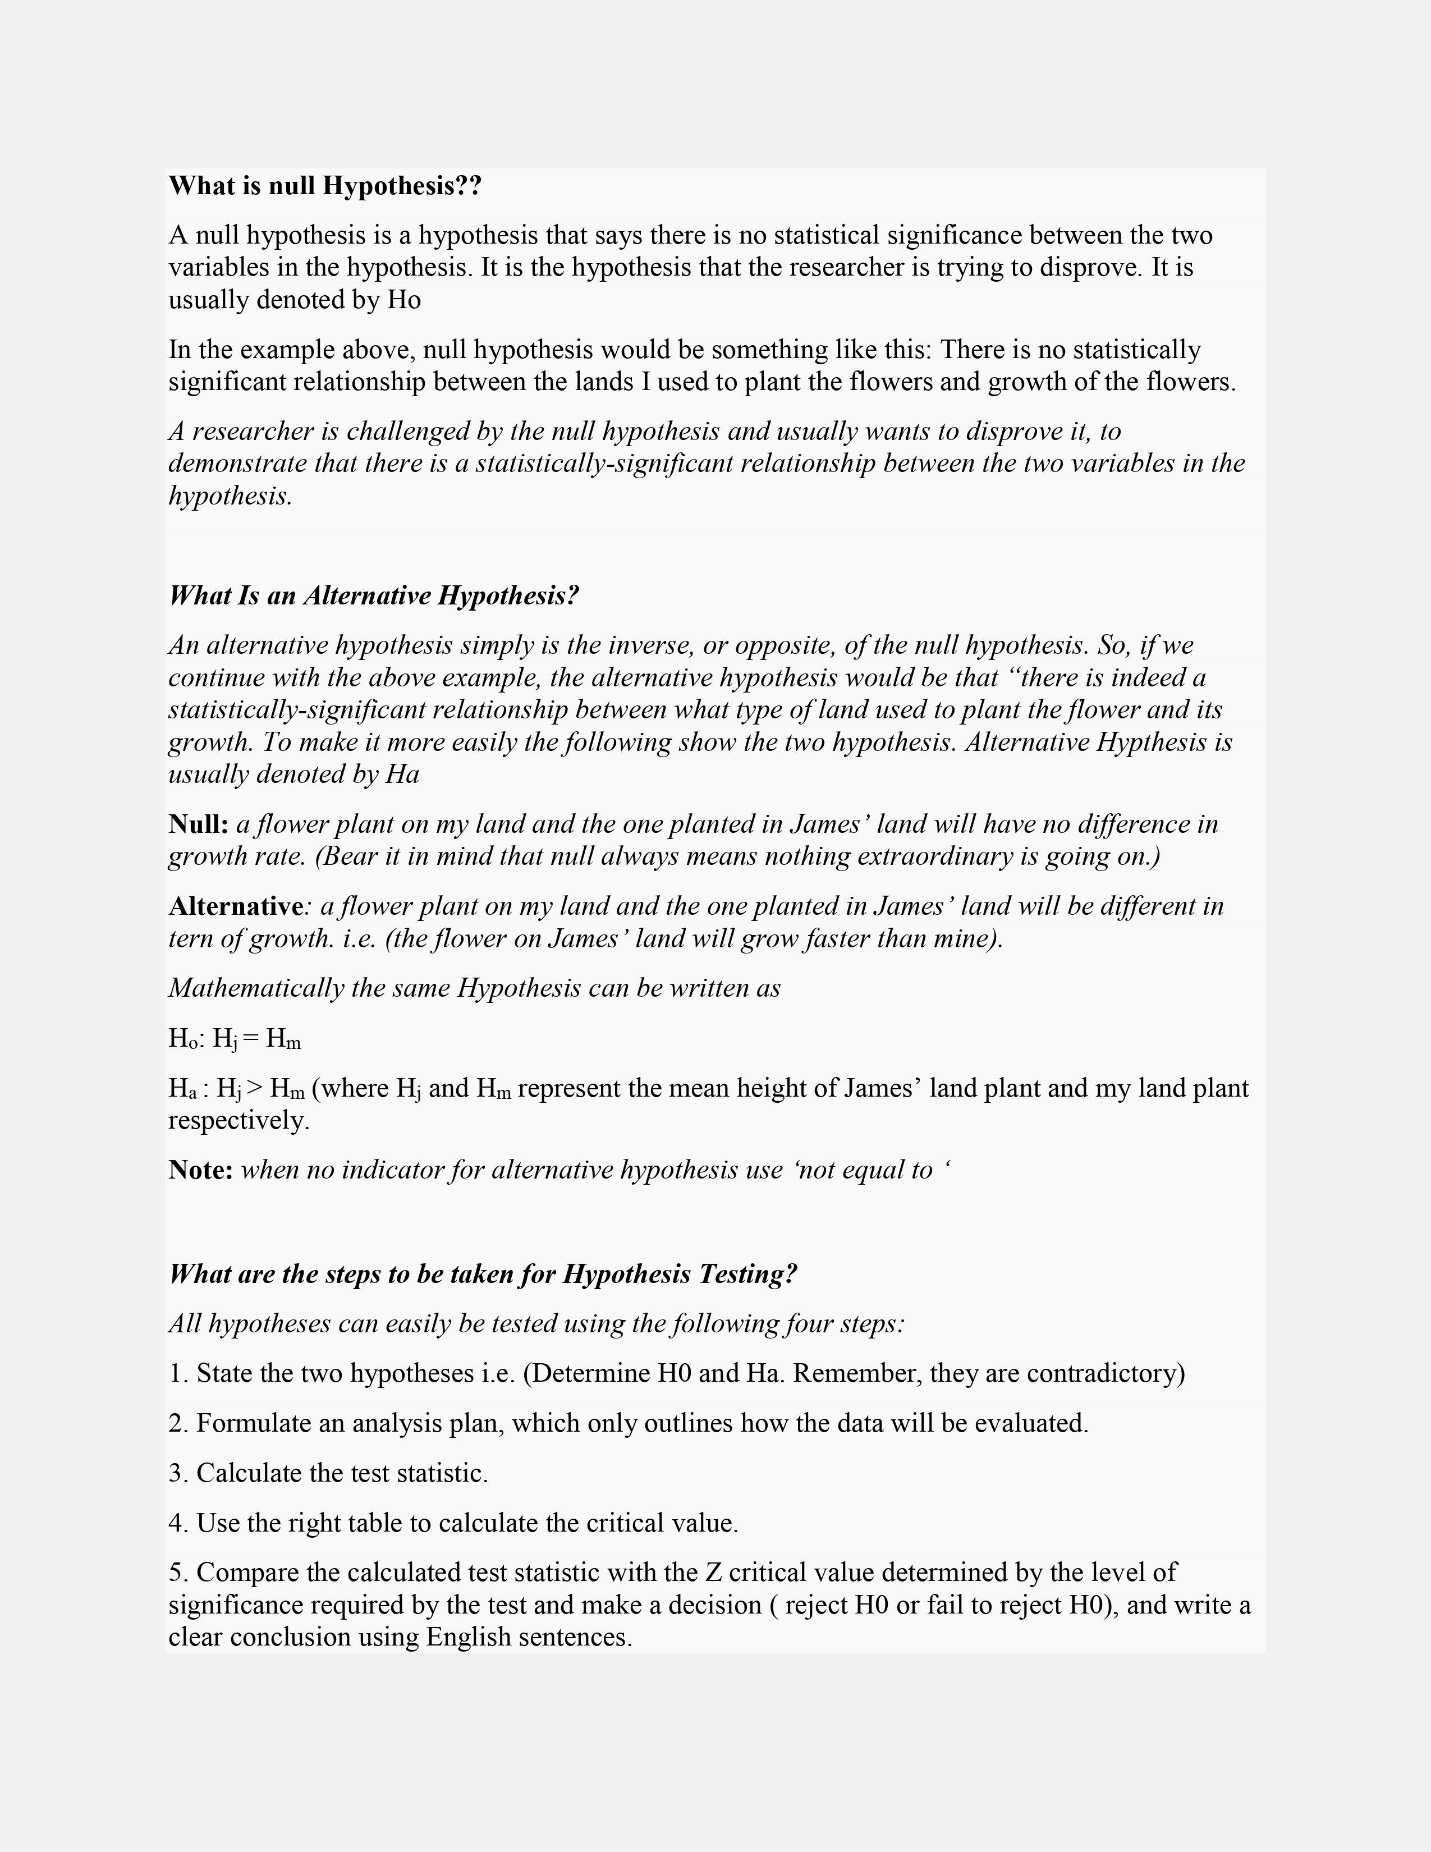 What is null Hypothesis??
A null hypothesis is a hypothesis that says there is no statistical significance between the two
variables in the hypothesis. It is the hypothesis that the researcher is trying to disprove. It is
usually denoted by Ho
In the example above, null hypothesis would be something like this: There is no statistically
significant relationship between the lands I used to plant the flowers and growth of the flowers.
A researcher is challenged by the null hypothesis and usually wants to disprove it, to
demonstrate that there is a statistically-significant relationship between the two variables in the
hypothesis.
What Is an Alternative Hypothesis?
An alternative hypothesis simply is the inverse, or opposite, of the null hypothesis. So, if we
continue with the above example, the alternative hypothesis would be that “there is indeed a
statistically-significant relationship between what type of land used to plant the flower and its
growth. To make it more easily the following show the two hypothesis. Alternative Hypthesis is
usually denoted by Ha
Null: a flower plant on my land and the one planted in James’ land will have no difference in
growth rate. (Bear it in mind that null always means nothing extraordinary is going on.)
Alternative: a flower plant on my land and the one planted in James’ land will be different in
tern of growth. i.e. (the flower on James’ land will grow faster than mine).
Mathematically the same Hypothesis can be written as
Ho: Hj = Hm
Ha : Hj > Hm (where Hj and Hm represent the mean height of James’ land plant and my land plant
respectively.
Note: when no indicator for alternative hypothesis use ‘not equal to ‘
What are the steps to be taken for Hypothesis Testing?
All hypotheses can easily be tested using the following four steps:
1. State the two hypotheses i.e. (Determine H0 and Ha. Remember, they are contradictory)
2. Formulate an analysis plan, which only outlines how the data will be evaluated.
3. Calculate the test statistic.
4. Use the right table to calculate the critical value.
5. Compare the calculated test statistic with the Z critical value determined by the level of
significance required by the test and make a decision ( reject H0 or fail to reject H0), and write a
clear conclusion using English sentences.